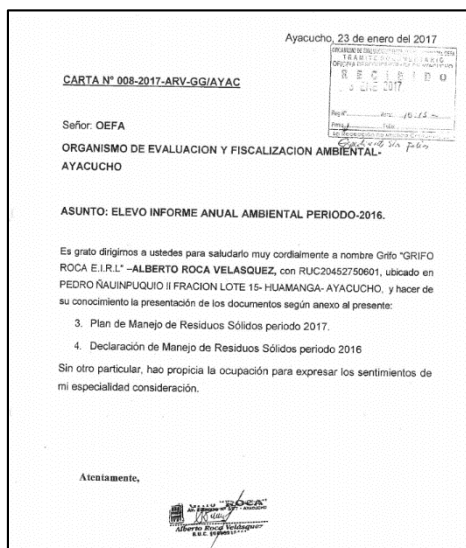 Ayacucho, 23 de enero del 2017
RECIBIDO
ENE 2017
CARTA N° 008-2017-ARV-GG/AYAC
Señor: OEFA
ORGANISMO DE EVALUACION Y FISCALIZACION AMBIENTAL-
AYACUCHO
ASUNTO: ELEVO INFORME ANUAL AMBIENTAL PERIODO-2016.
Es grato dirigirnos a ustedes para saludarlo muy cordialmente a nombre Grifo "GRIFO
ROCA E.I.R.L" –ALBERTO ROCA VELASQUEZ, con RUC20452750601, ubicado en
PEDRO ÑAUINPUQUIO II FRACION LOTE 15- HUAMANGA- AYACUCHO, y hacer de
su conocimiento la presentación de los documentos según anexo al presente:
3. Plan de Manejo de Residuos Sólidos periodo 2017.
4. Declaración de Manejo de Residuos Sólidos periodo 2016
Sin otro particular, hao propicia la ocupación para expresar los sentimientos de
mi especialidad consideración.
Atentamente,
"ROCA"
Alberto Roca Velásquez